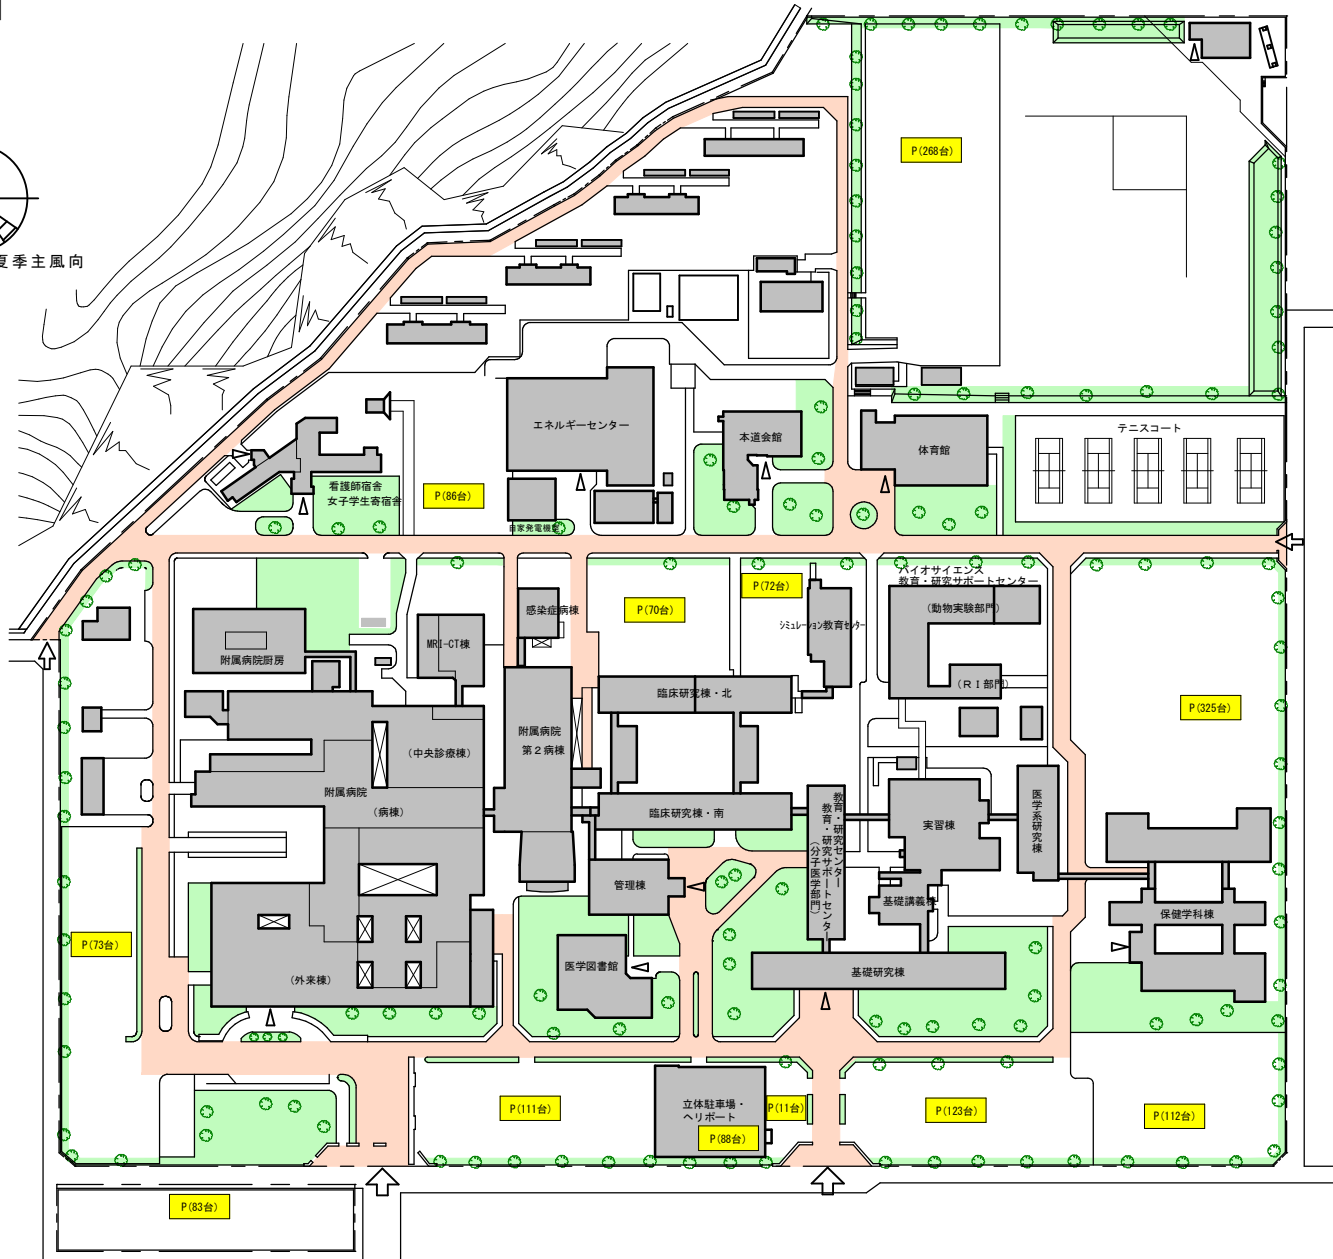 P(268台)
夏季主風向
テニスコート
エネルギーセンター
本道会館
体育館
看護師宿舎
女子学生寄宿舎
P(86台)
自家発電機室
バイオサイエンス
教育・研究サポートセンター
(動物実験部門)
(RI部門)
P(72台)
P(70台)
感染症病棟
シミュレーション教育センター
MRI-CT棟
附属病院厨房
臨床研究棟・北
P(325台)
附属病院
第2病棟
(中央診療棟)
附属病院
(病棟)
臨床研究棟・南
教育・研究センター
教育・研究サポートセンター
(分子医学部門)
実習棟
医学系研究棟
管理棟
基礎講義棟
保健学科棟
P(73台)
医学図書館
基礎研究棟
(外来棟)
P(111台)
立体駐車場・
ヘリポート
P(88台)
P(11台)
P(123台)
P(112台)
P(83台)